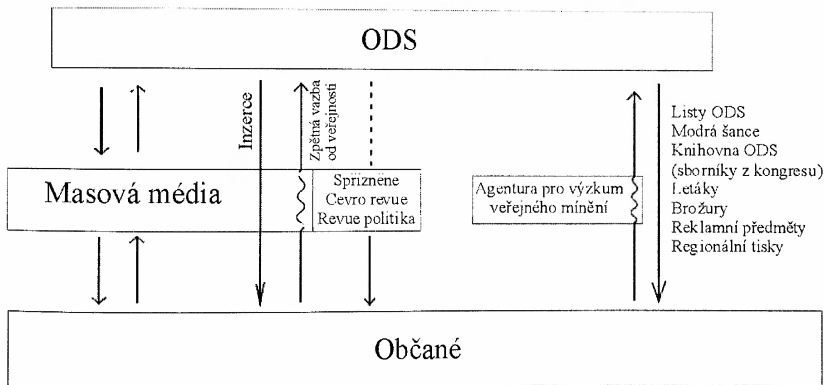 ODS
Inzerce
Zpětná vazba
od veřejnosti
Listy ODS
Modrá šance
Knihovna ODS
(sborníky z kongresu)
Letáky
Brožury
Reklamní předměty
Regionální tisky
Masová média
Spřízněné
Cevro revue
Revue politika
Agentura pro výzkum
veřejného mínění
Občané